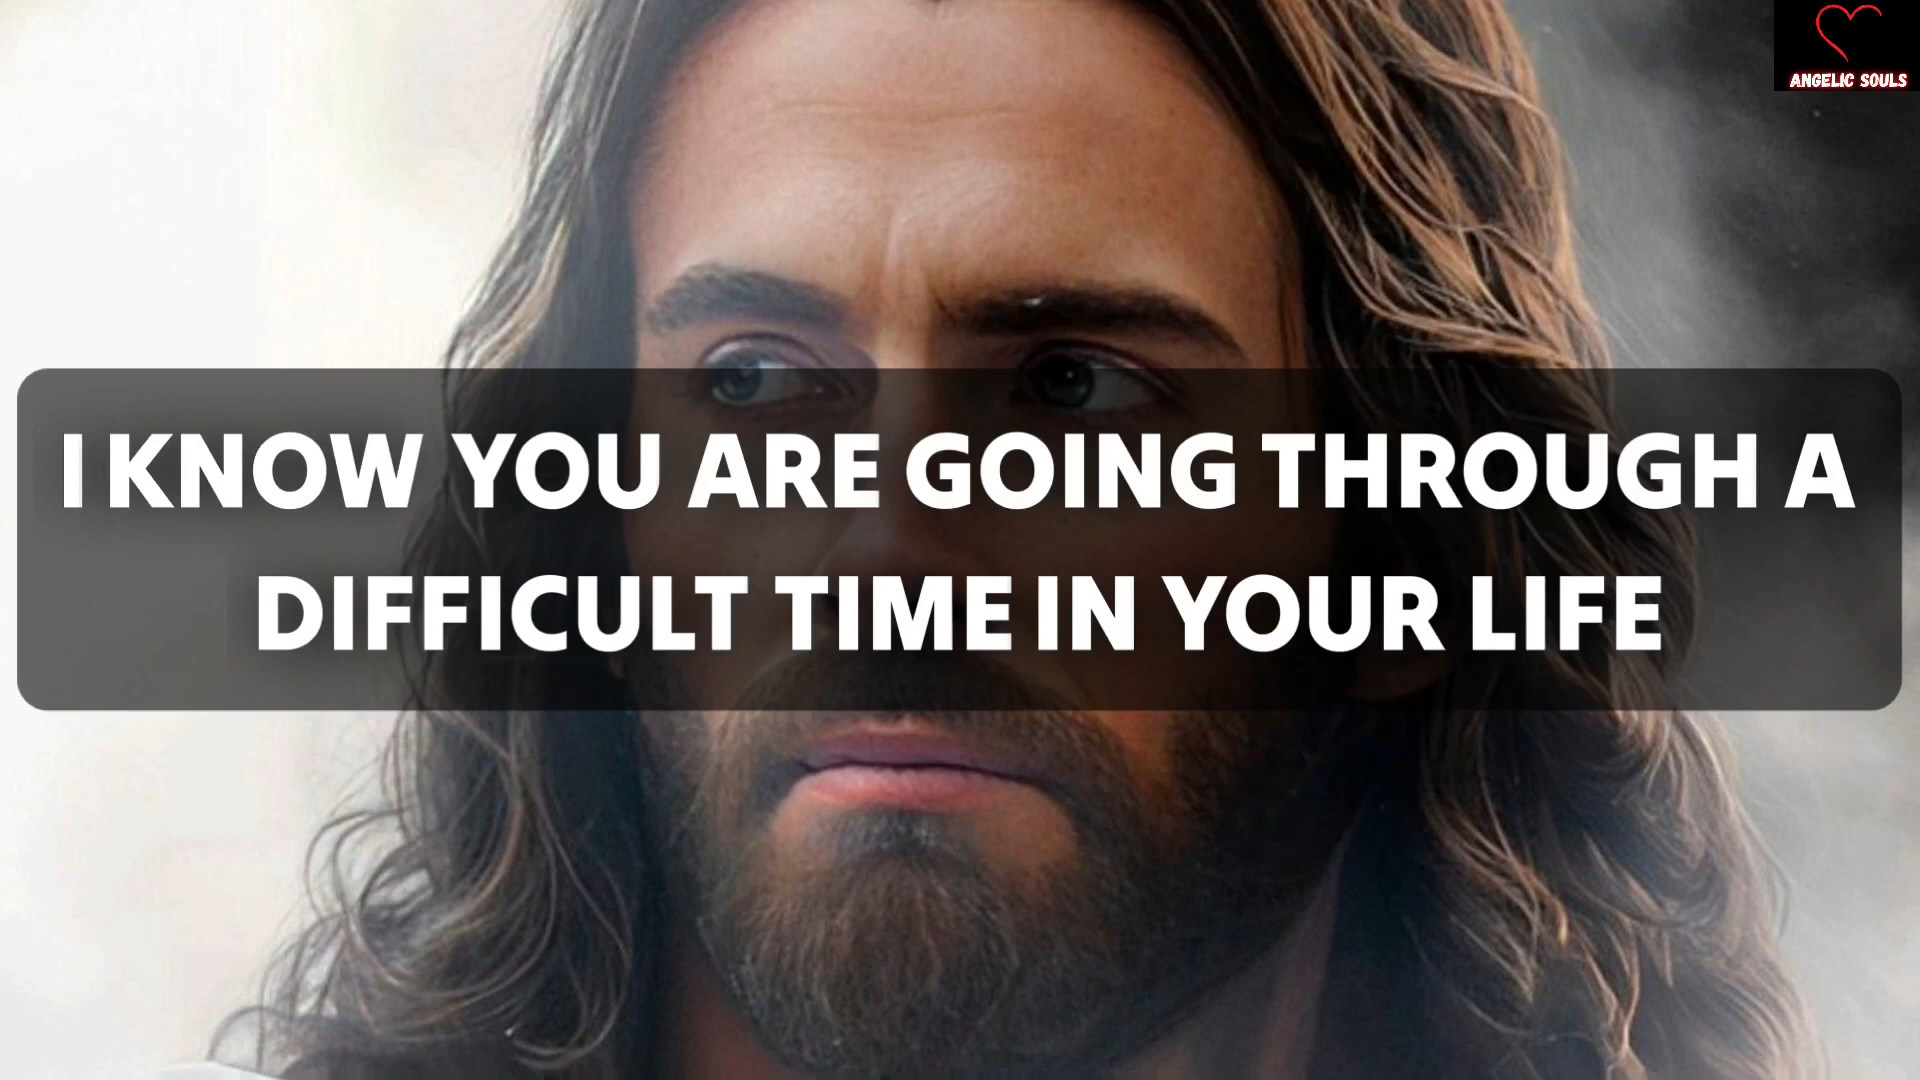 ANGELIC SOULS
I KNOW YOU ARE GOING THROUGH A
DIFFICULT TIME IN YOUR LIFE